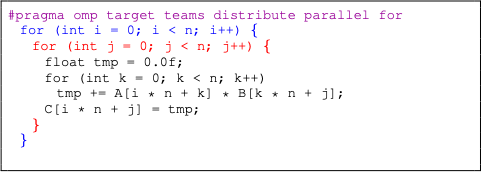 #pragma omp target teams distribute parallel for
for (int i = 0; i < n; i++) {
for (int j = 0; j < n; j++) {
float tmp = 0.0f;
for (int k = 0; k < n; k++)
tmp += A[i * n + k] * B[k * n + j];
C[i * n + j] = tmp;
}
}